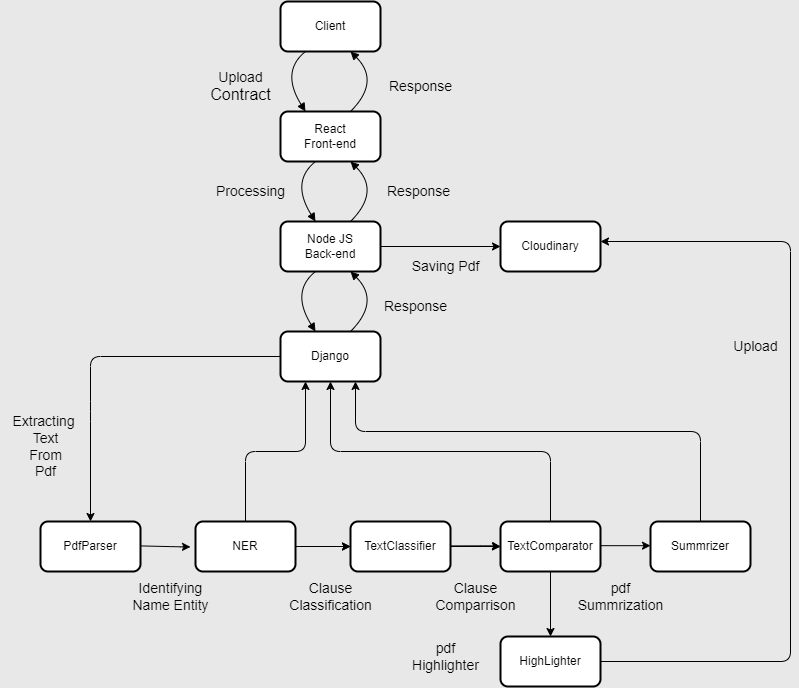 Client
Upload
Contract
Response
React
Front-end
Processing
Response
Node JS
Back-end
Cloudinary
Saving Pdf
Response
Upload
Django
Extracting
Text
From
Pdf
PdfParser
NER
TextClassifier
TextComparator
Summrizer
Identifying
Name Entity
Clause
Classification
Clause
Comparrison
pdf
Summrization
pdf
Highlighter
HighLighter